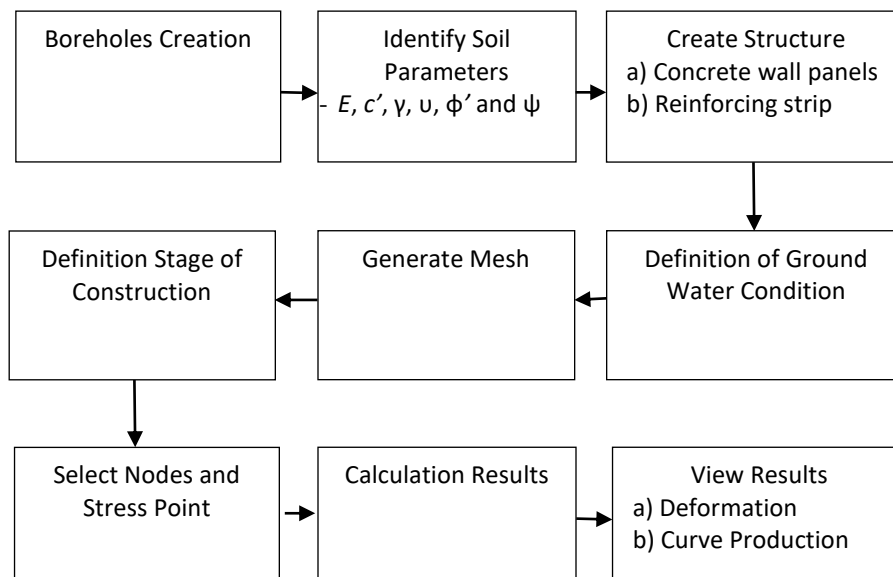 Boreholes Creation
Identify Soil
Parameters
- E, c’, γ, υ, ϕ’ and ψ
Create Structure
a) Concrete wall panels
b) Reinforcing strip
Definition Stage of
Construction
Generate Mesh
Definition of Ground
Water Condition
Select Nodes and
Stress Point
Calculation Results
View Results
a) Deformation
b) Curve Production